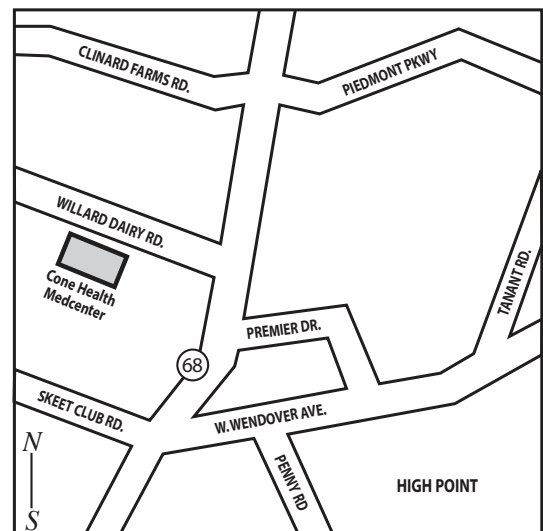 CLINARD FARMS RD.
PIEDMONT PKWY
WILLARD DAIRY RD.
Cone Health
Medcenter
TANANT RD.
PREMIER DR.
68
SKEET CLUB RD.
W. WENDOVER AVE.
N
S
PENNY RD
HIGH POINT